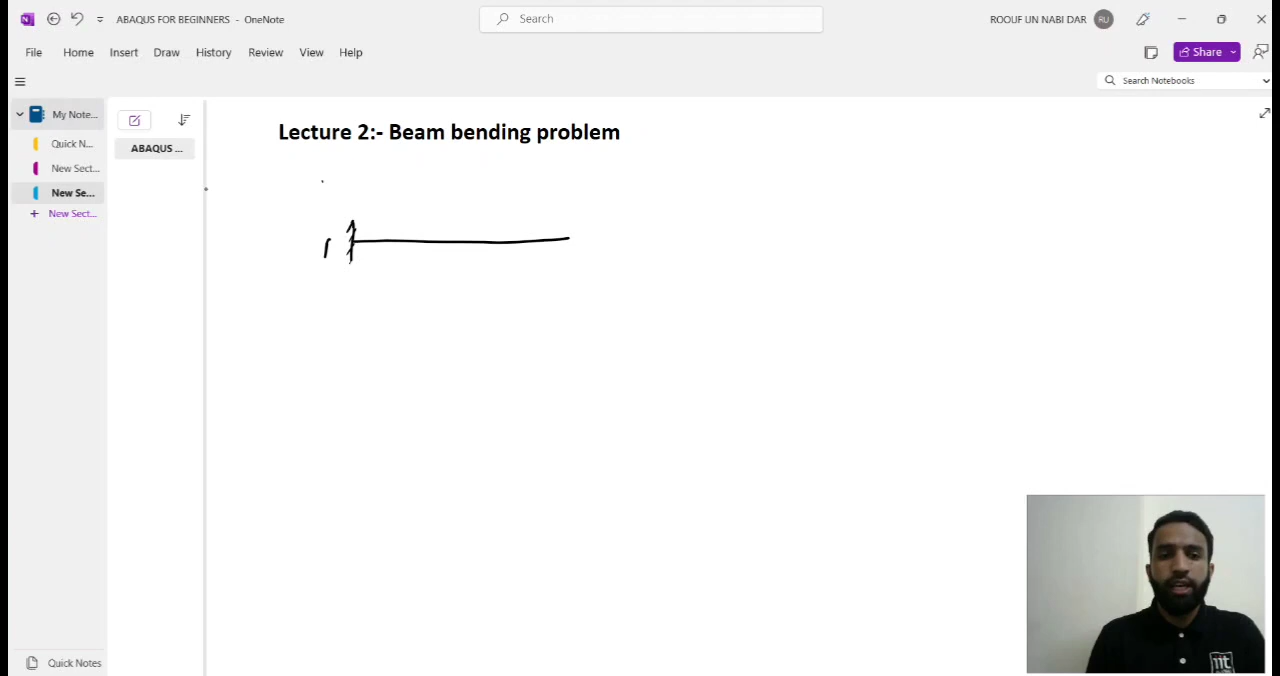 ABAQUS FOR BEGINNERS - OneNote
Search
ROOUF UN NABI DAR
RU
File Home Insert Draw History Review View Help
Share
Search Notebooks
My Note...
Quick N...
New Sect...
New Se...
New Sect...
ABAQUS ...
Lecture 2:- Beam bending problem
Quick Notes